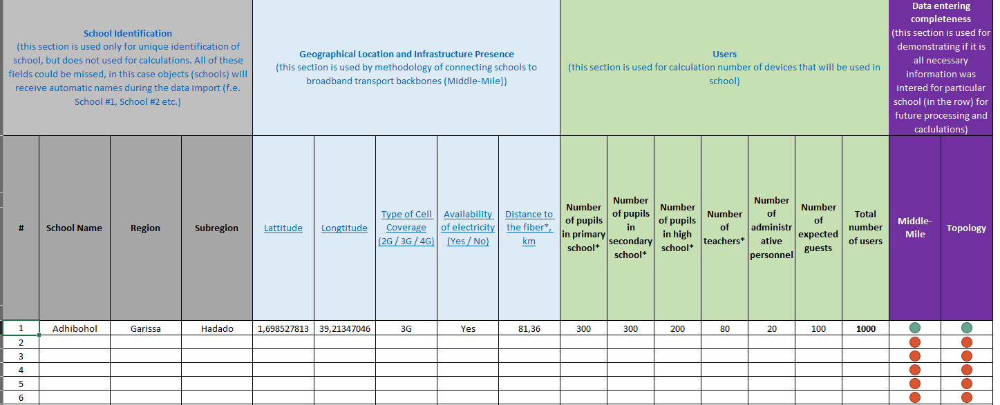 School Identification
(this section is used only for unique identification of
school, but does not used for calculations. All of these
fields could be missed, in this case objects (schools) will
receive automatic names during the data import (f.e.
School #1, School #2 etc.)
Geographical Location and Infrastructure Presence
(this section is used by methodology of connecting schools to
broadband transport backbones (Middle-Mile))
Users
(this section is used for calculation number of devices that will be used in
school)
Data entering
completeness
(this section is used for
demonstrating if it is
all necessary
information was
intered for particular
school (in the row) for
future processing and
caclulations)
#
School Name
Region
Subregion
Lattitude
Longtitude
Type of Cell
Coverage
(2G / 3G / 4G)
Availability
of electricity
(Yes / No)
Distance to
the fiber*,
km
Number
of pupils
in primary
school*
Number
of pupils
in
secondary
school*
Number
of pupils
in high
school*
Number
of
teachers*
Number
of
administr
ative
personnel
Number
of
expected
guests
Total
number
of users
Middle-
Mile
Topology
1 Adhibohol Garissa Hadado 1,698527813 39,21347046 3G Yes 81,36 300 300 200 80 20 100 1000
2
3
4
5
6